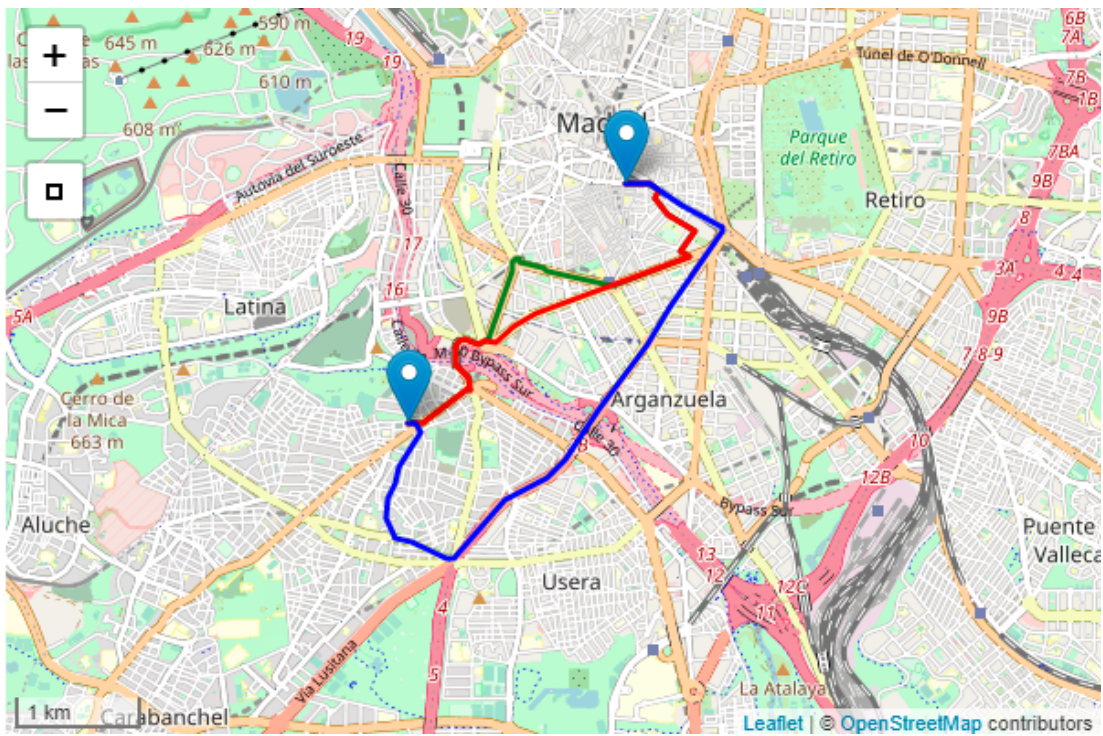 +
−
590 m
645 m
626 m
610 m
608 m
19
19
6B
7A
Túnel de O'Donnell
7B
1B
Madrid
Parque
del Retiro
7BA
Autovía del Suroeste
Calle 30
9B
Retiro
8
17
3A
4
4
16
Latina
5A
9B
Calle
M-30 Bypass Sur
7-8-9
Cerro de
la Mica
663 m
Arganzuela
Calle 30
10
12B
Bypass Sur
Aluche
Puente
Valleca
13
12
12C
11
Usera
4
5
Vía Lusitana
La Atalaya
1 km
Carabanchel
Leaflet | © OpenStreetMap contributors